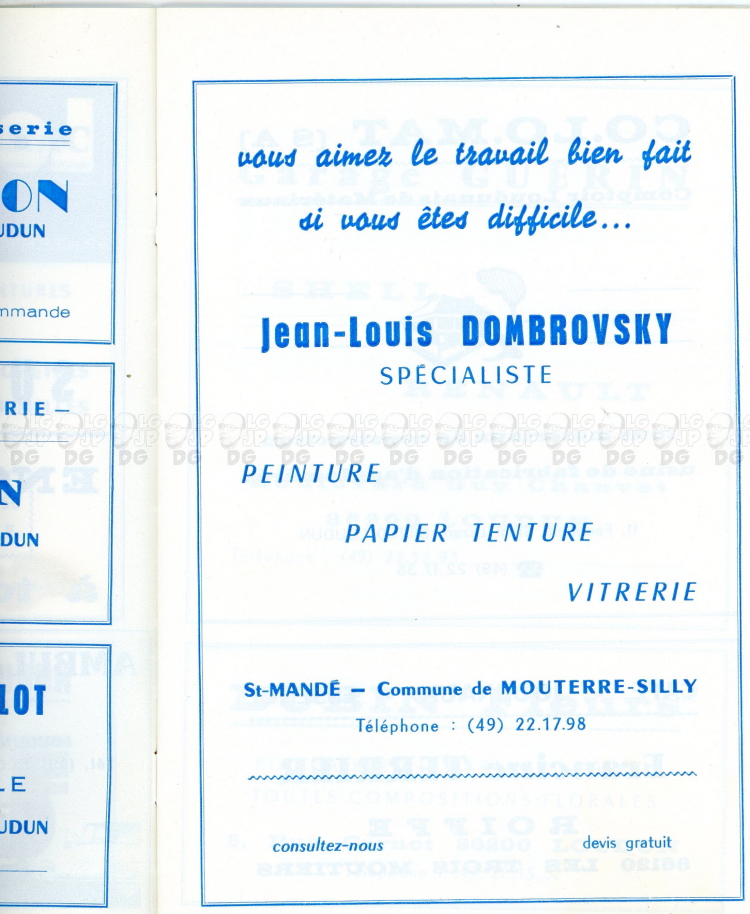 serie
ON
UDUN
mmande
RIE —
N
DUN
LOT
LE
UDUN
vous aimez le travail bien fait
si vous êtes difficile...
Jean-Louis DOMBROVSKY
SPÉCIALISTE
PEINTURE
PAPIER TENTURE
VITRERIE
St-MANDÉ — Commune de MOUTERRE-SILLY
Téléphone : (49) 22.17.98
consultez-nous devis gratuit